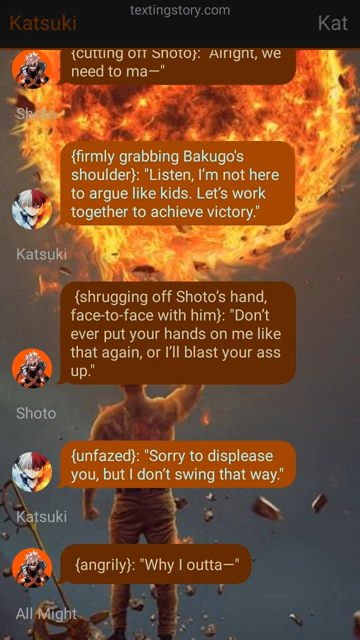 textingstory.com
Katsuki
Kat
{cutting off Shoto}: "Alright, we
need to ma—"
Shoto
{firmly grabbing Bakugo's
shoulder}: "Listen, I’m not here
to argue like kids. Let’s work
together to achieve victory."
Katsuki
{shrugging off Shoto’s hand,
face-to-face with him}: "Don’t
ever put your hands on me like
that again, or I’ll blast your ass
up."
Shoto
{unfazed}: "Sorry to displease
you, but I don’t swing that way."
Katsuki
{angrily}: "Why I outta—"
All Might